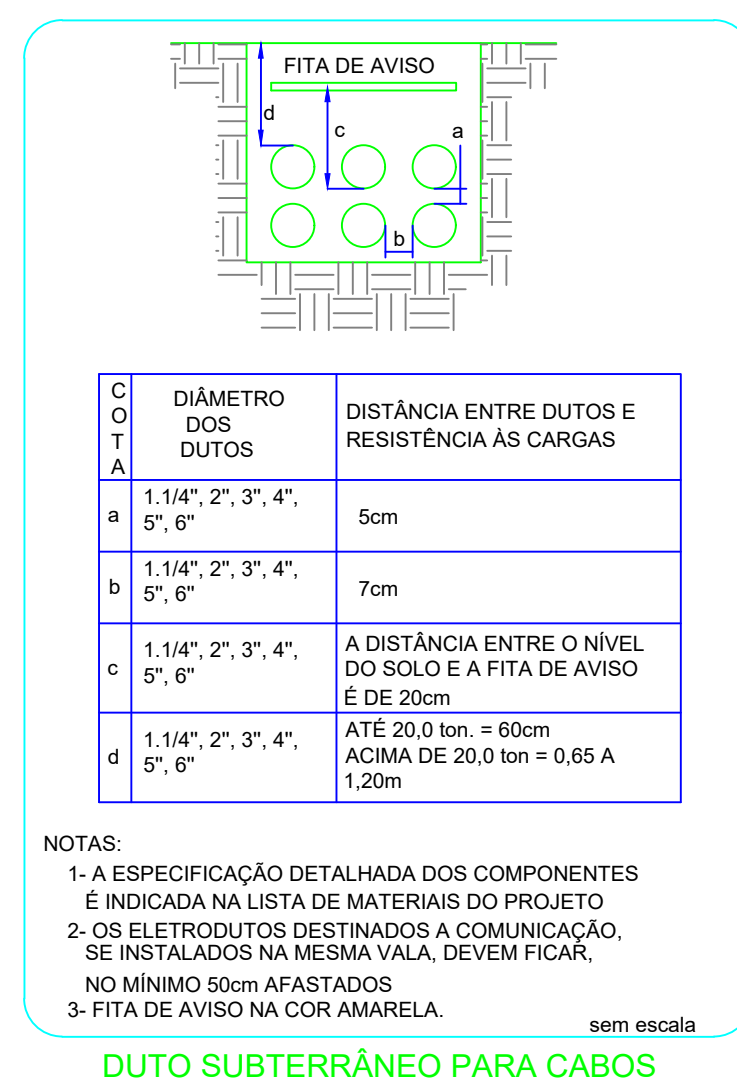 FITA DE AVISO
d
c
a
b
C
O
T
A
DIÂMETRO
DOS
DUTOS
DISTÂNCIA ENTRE DUTOS E
RESISTÊNCIA ÀS CARGAS
a
1.1/4", 2", 3", 4",
5", 6"
5cm
b
1.1/4", 2", 3", 4",
5", 6"
7cm
c
1.1/4", 2", 3", 4",
5", 6"
A DISTÂNCIA ENTRE O NÍVEL
DO SOLO E A FITA DE AVISO
É DE 20cm
d
1.1/4", 2", 3", 4",
5", 6"
ATÉ 20,0 ton. = 60cm
ACIMA DE 20,0 ton = 0,65 A
1,20m
NOTAS:
1- A ESPECIFICAÇÃO DETALHADA DOS COMPONENTES
É INDICADA NA LISTA DE MATERIAIS DO PROJETO
2- OS ELETRODUTOS DESTINADOS A COMUNICAÇÃO,
SE INSTALADOS NA MESMA VALA, DEVEM FICAR,
NO MÍNIMO 50cm AFASTADOS
3- FITA DE AVISO NA COR AMARELA.
sem escala
DUTO SUBTERRÂNEO PARA CABOS